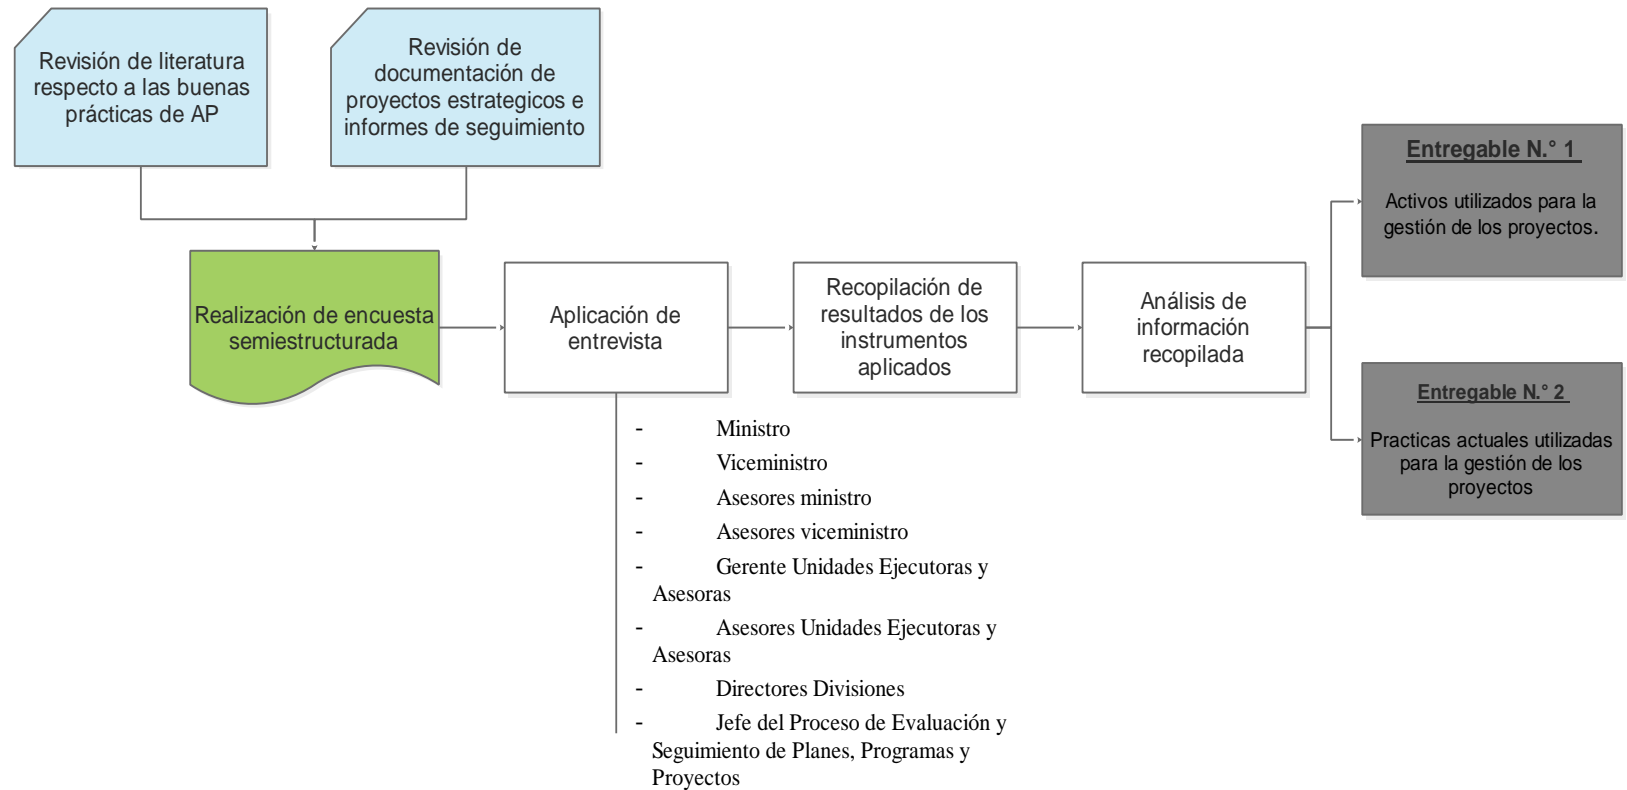 Revisión de literatura
respecto a las buenas
prácticas de AP
Revisión de
documentación de
proyectos estrategicos e
informes de seguimiento
Realización de encuesta
semiestructurada
Aplicación de
entrevista
Recopilación de
resultados de los
instrumentos
aplicados
Análisis de
información
recopilada
Entregable N.° 1
Activos utilizados para la
gestión de los proyectos.
Entregable N.° 2
Practicas actuales utilizadas
para la gestión de los
proyectos
- Ministro
- Viceministro
- Asesores ministro
- Asesores viceministro
- Gerente Unidades Ejecutoras y
Asesoras
- Asesores Unidades Ejecutoras y
Asesoras
- Directores Divisiones
- Jefe del Proceso de Evaluación y
Seguimiento de Planes, Programas y
Proyectos